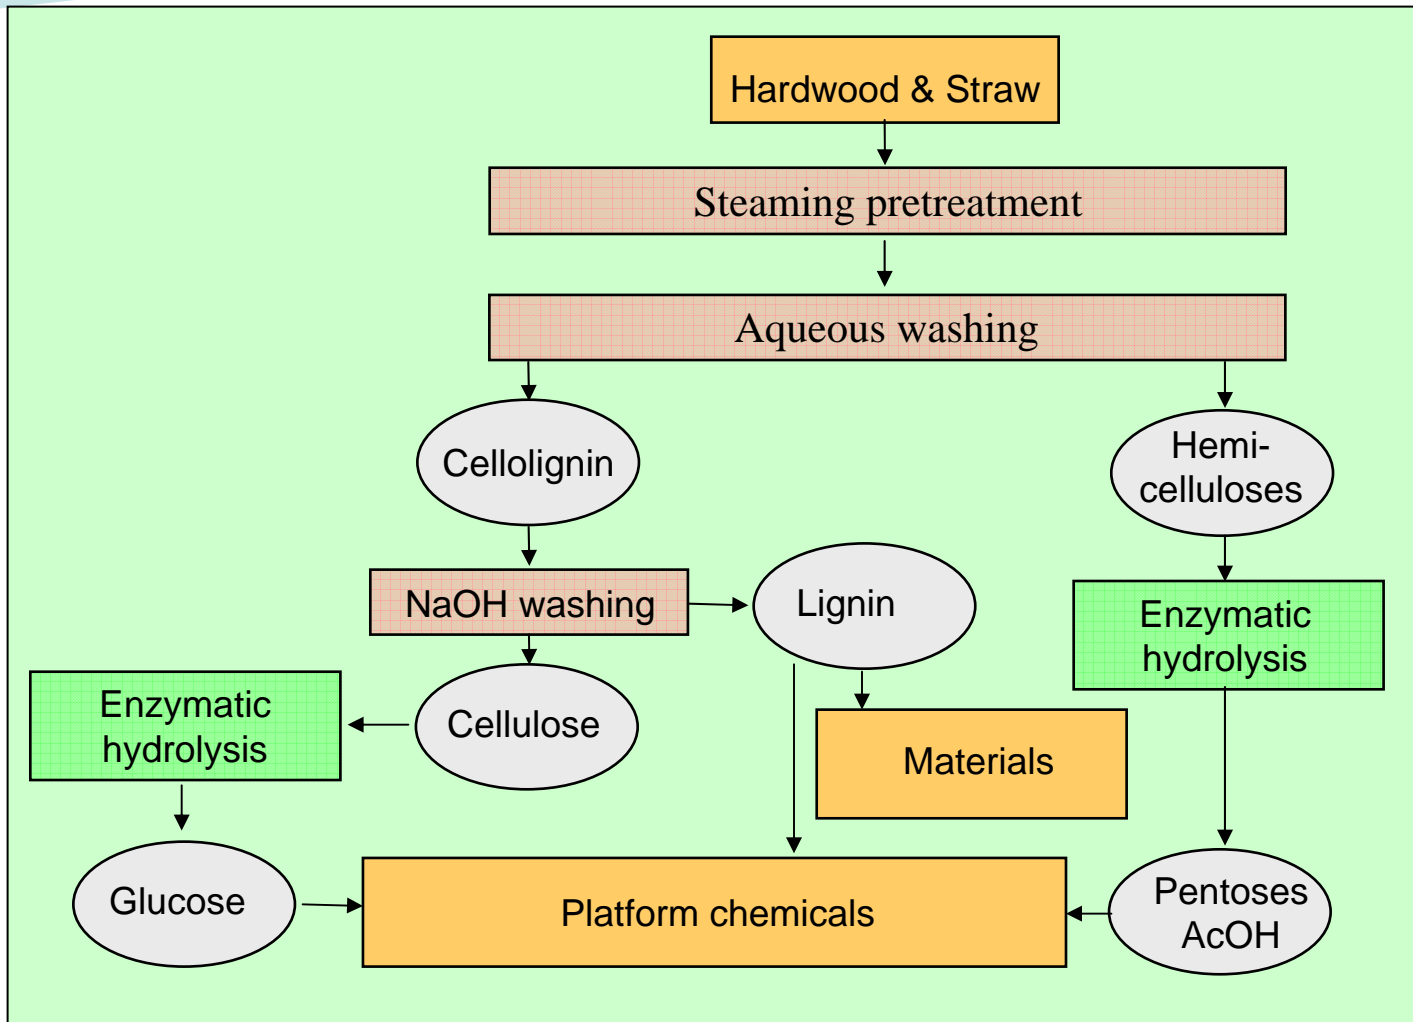 Hardwood & Straw
Steaming pretreatment
Aqueous washing
Cellolignin
Hemi-
celluloses
NaOH washing
Lignin
Enzymatic
hydrolysis
Enzymatic
hydrolysis
Cellulose
Materials
Glucose
Platform chemicals
Pentoses
AcOH